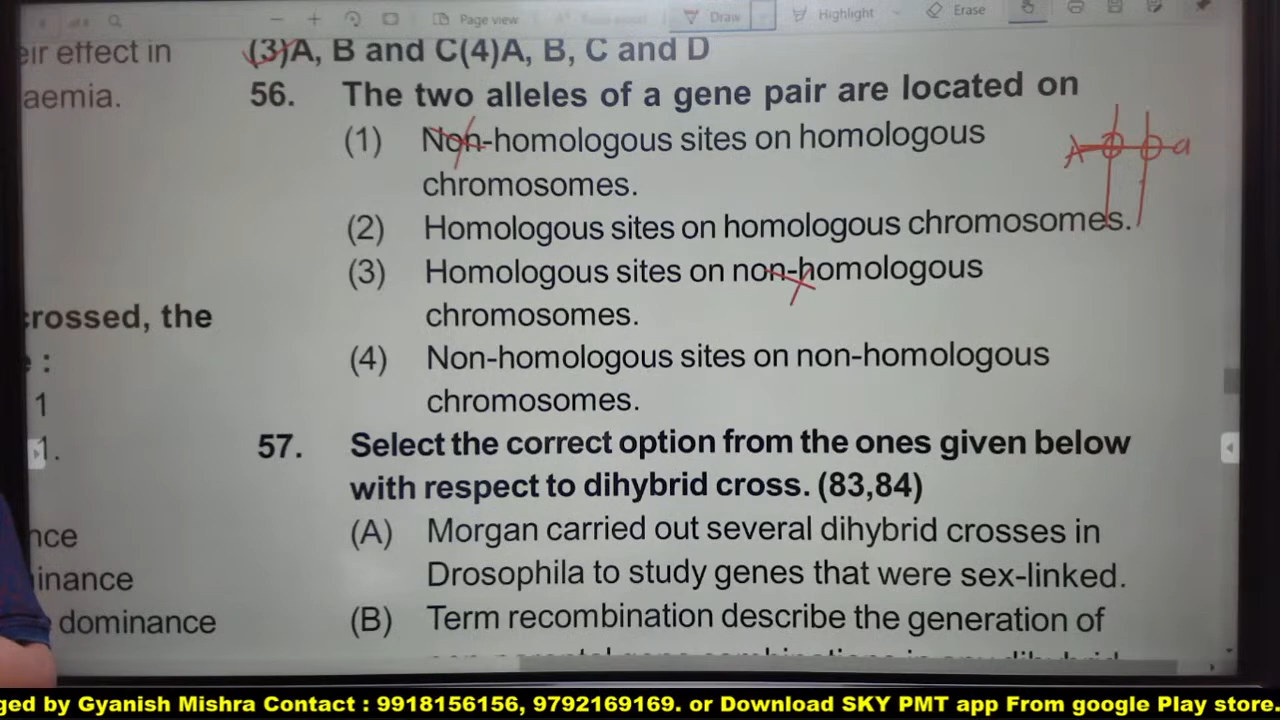 Page view
Draw
Highlight
Erase
eir effect in
aemia.
crossed, the
e :
1
1.
nce
inance
dominance
(3)A, B and C(4)A, B, C and D
56. The two alleles of a gene pair are located on
(1) Non-homologous sites on homologous
chromosomes.
(2) Homologous sites on homologous chromosomes.
(3) Homologous sites on non-homologous
chromosomes.
(4) Non-homologous sites on non-homologous
chromosomes.
A a
57. Select the correct option from the ones given below
with respect to dihybrid cross. (83,84)
(A) Morgan carried out several dihybrid crosses in
Drosophila to study genes that were sex-linked.
(B) Term recombination describe the generation of
ged by Gyanish Mishra Contact : 9918156156, 9792169169. or Download SKY PMT app From google Play store.